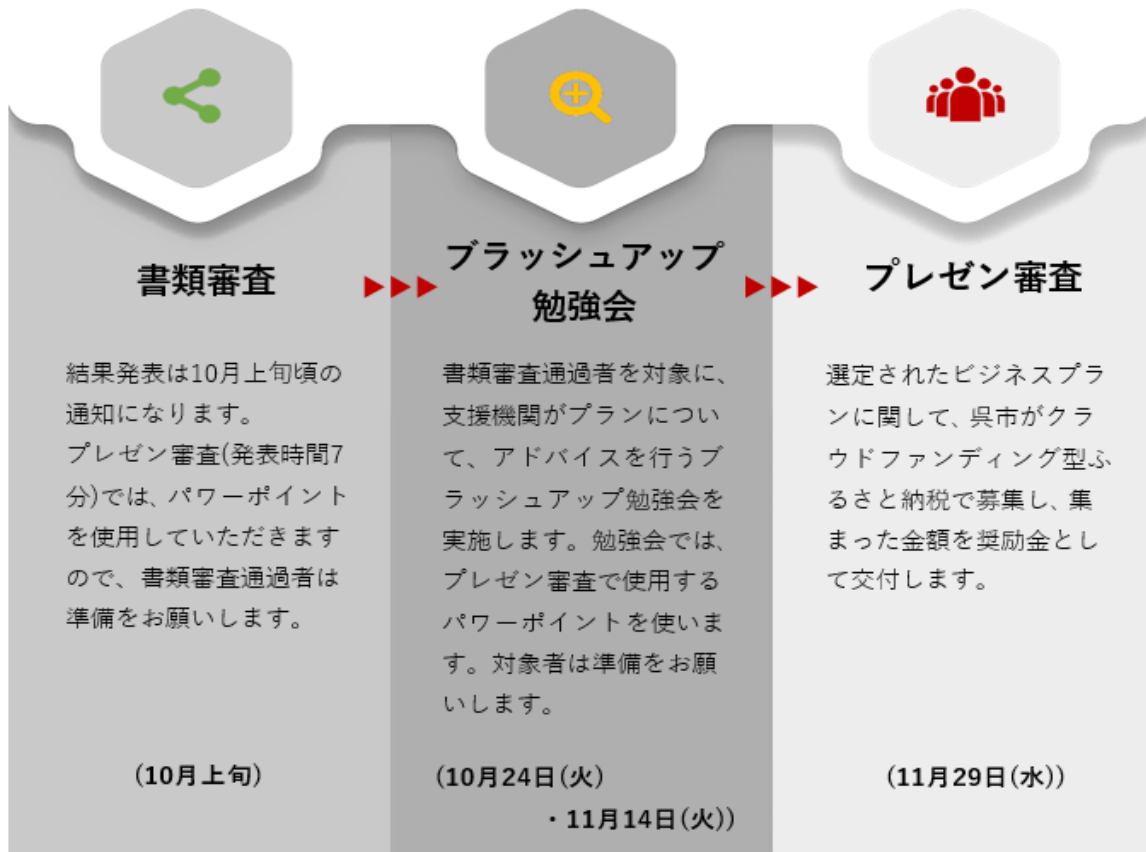 書類審査
結果発表は10月上旬頃の
通知になります。
プレゼン審査(発表時間7
分)では、パワーポイント
を使用していただきます
ので、書類審査通過者は
準備をお願いします。
(10月上旬)
ブラッシュアップ
勉強会
書類審査通過者を対象に、
支援機関がプランについ
て、アドバイスを行うブ
ラッシュアップ勉強会を
実施します。勉強会では、
プレゼン審査で使用する
パワーポイントを使いま
す。対象者は準備をお願
いします。
(10月24日(火)
・11月14日(火))
プレゼン審査
選定されたビジネスプラ
ンに関して、呉市がクラ
ウドファンディング型ふ
るさと納税で募集し、集
まった金額を奨励金とし
て交付します。
(11月29日(水))